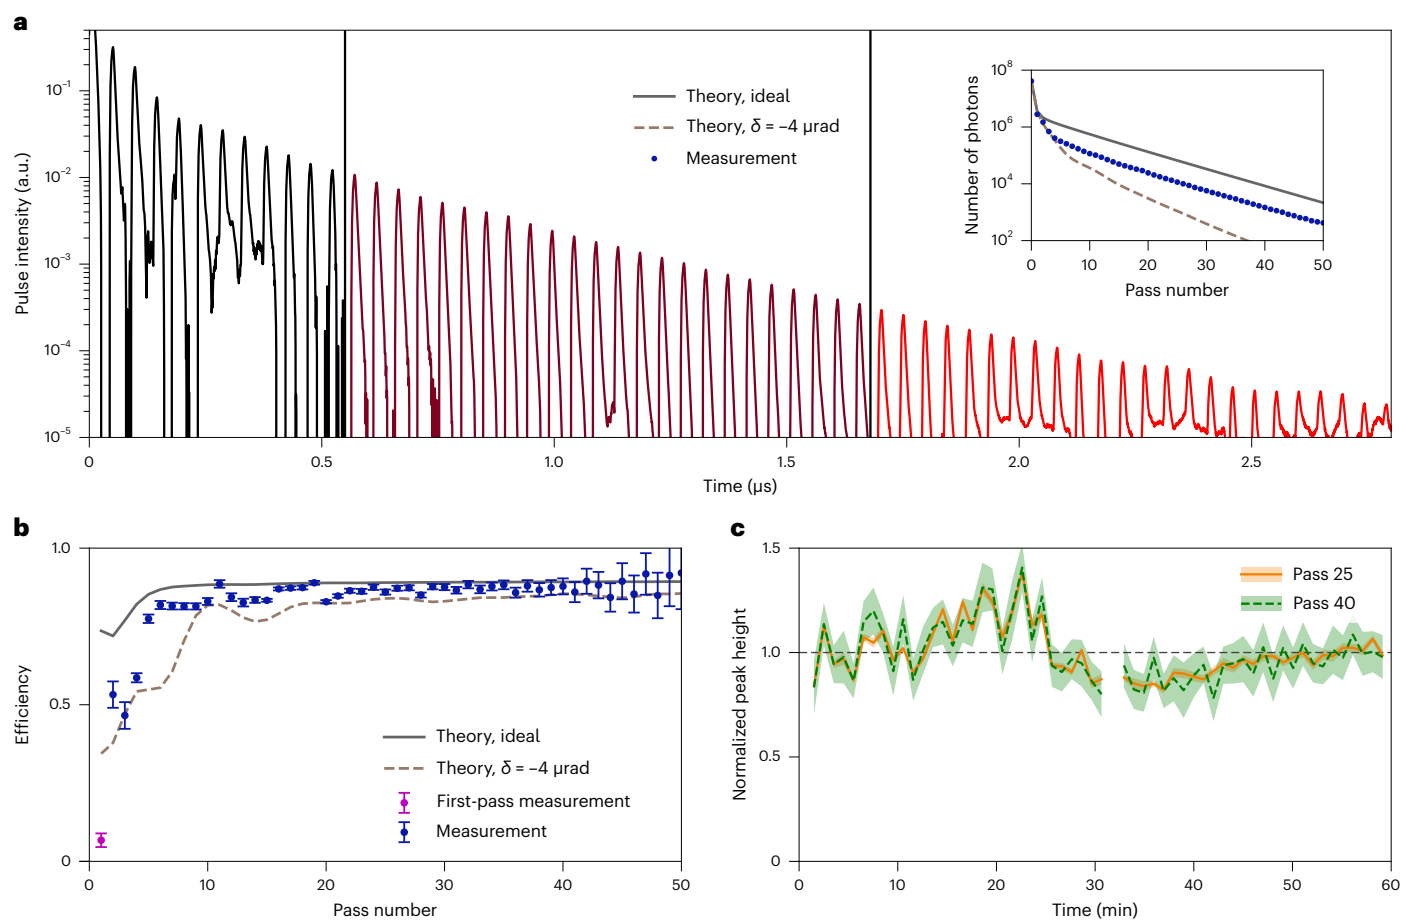 a
Pulse intensity (a.u.)
10⁻¹
10⁻²
10⁻³
10⁻⁴
10⁻⁵
0
0.5
1.0
1.5
2.0
2.5
Time (µs)
Theory, ideal
Theory, δ = –4 µrad
Measurement
Number of photons
10⁸
10⁶
10⁴
10²
0
10
20
30
40
50
Pass number
b
Efficiency
1.0
0.5
0
0
10
20
30
40
50
Pass number
Theory, ideal
Theory, δ = –4 µrad
First-pass measurement
Measurement
c
Normalized peak height
1.5
1.0
0.5
0
0
10
20
30
40
50
60
Time (min)
Pass 25
Pass 40